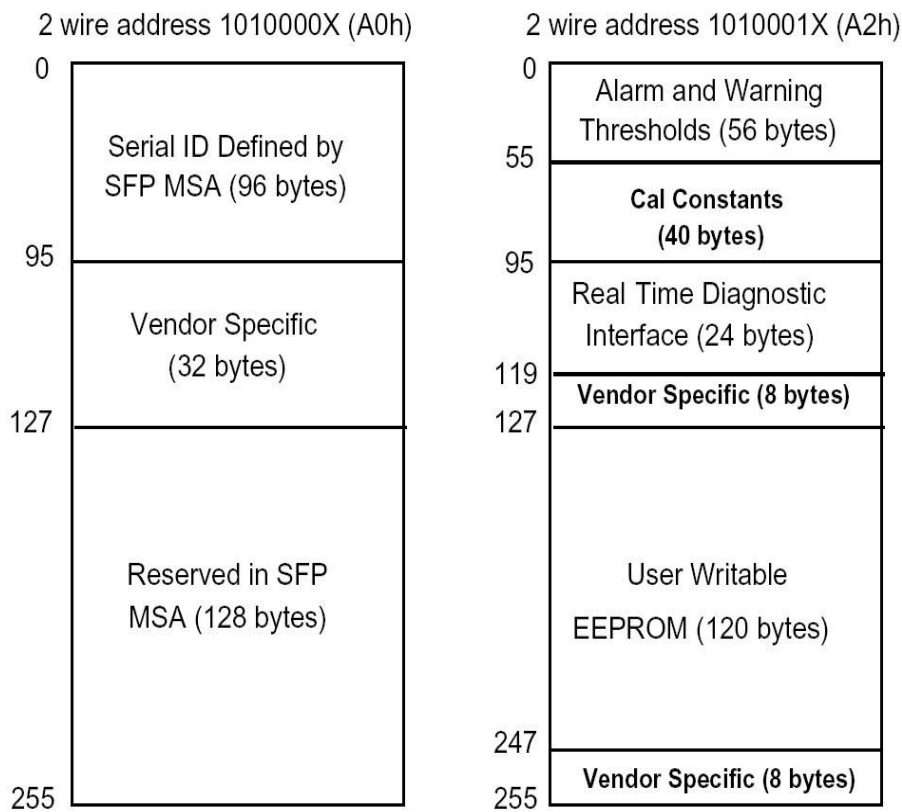 2 wire address 1010000X (A0h)
0
Serial ID Defined by
SFP MSA (96 bytes)
95
Vendor Specific
(32 bytes)
127
Reserved in SFP
MSA (128 bytes)
255
2 wire address 1010001X (A2h)
0
Alarm and Warning
Thresholds (56 bytes)
55
Cal Constants
(40 bytes)
95
Real Time Diagnostic
Interface (24 bytes)
119
Vendor Specific (8 bytes)
127
User Writable
EEPROM (120 bytes)
247
Vendor Specific (8 bytes)
255